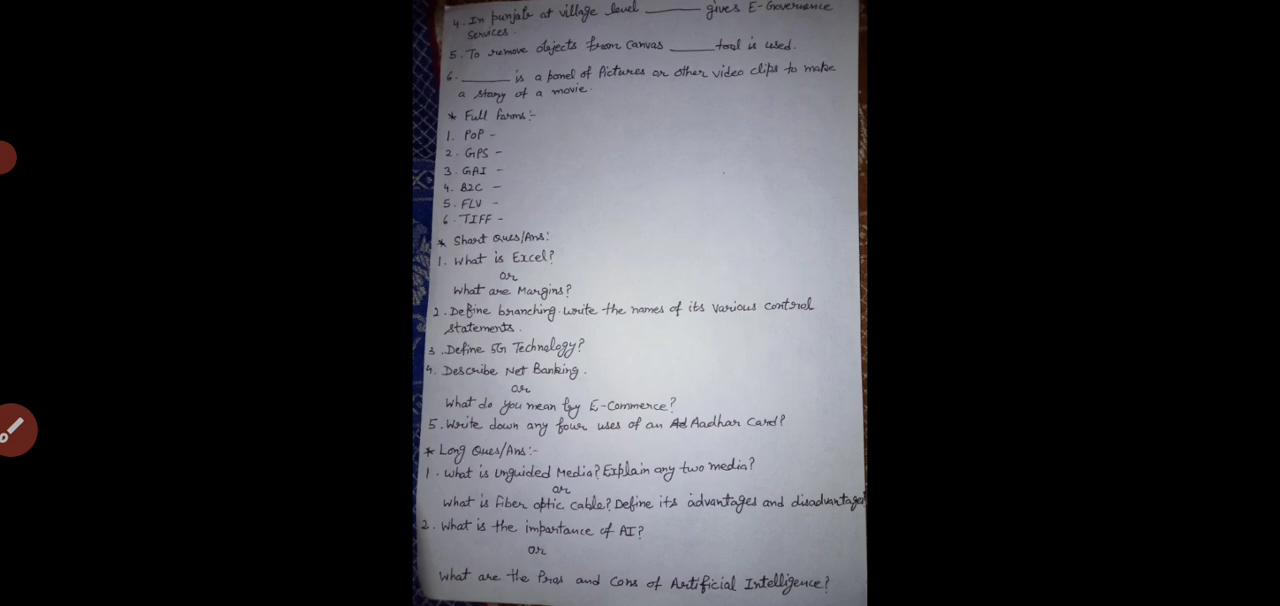 4. In punjab at village level ______ gives E-Goverience
Services.
5. To remove objects from canvas ______ tool is used.
6. ______ is a panel of Pictures or other video clips to make
a story of a movie.
* Full forms:-
1. POP -
2. GPS -
3. GAI -
4. B2C -
5. FLV -
6. TIFF -
* Short Ques/Ans:
1. What is Excel?
or
What are Margins?
2. Define branching. write the names of its various control
statements.
3. Define 5G Technology?
4. Describe Net Banking.
or
What do you mean by E-Commerce?
5. Write down any four uses of an Ad Aadhar Card?
* Long Ques/Ans:-
1. What is Unguided Media? Explain any two media?
or
What is fiber optic cable? Define its advantages and disadvantages
2. What is the importance of AI?
or
What are the Pros and Cons of Artificial Intelligence?